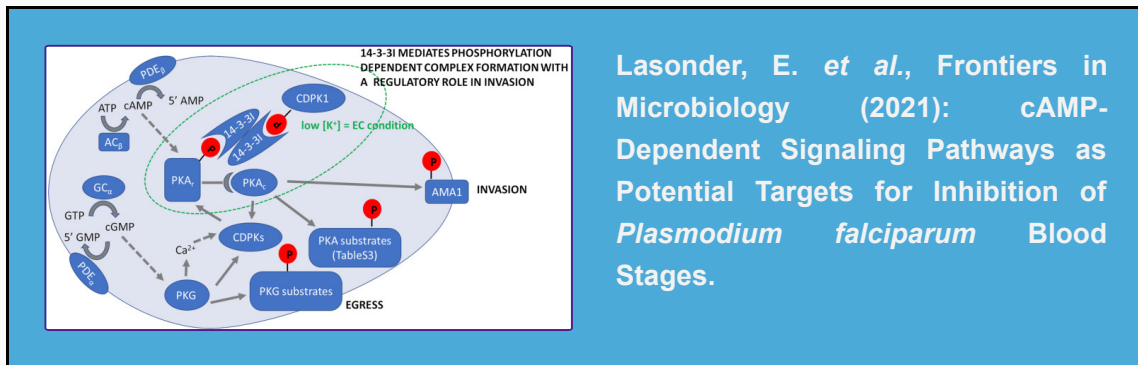 14-3-3I MEDIATES PHOSPHORYLATION
DEPENDENT COMPLEX FORMATION WITH
A REGULATORY ROLE IN INVASION
PDEβ
ATP
cAMP
5' AMP
ACβ
14-3-3I
14-3-3I
P
P
CDPK1
low [K⁺] = EC condition
PKAr
PKAc
P
AMA1
INVASION
GCα
GTP
cGMP
5' GMP
PDEα
Ca²⁺
CDPKs
P
PKA substrates
(TableS3)
PKG
P
PKG substrates
EGRESS
Lasonder, E. et al., Frontiers in
Microbiology (2021): cAMP-
Dependent Signaling Pathways as
Potential Targets for Inhibition of
Plasmodium falciparum Blood
Stages.